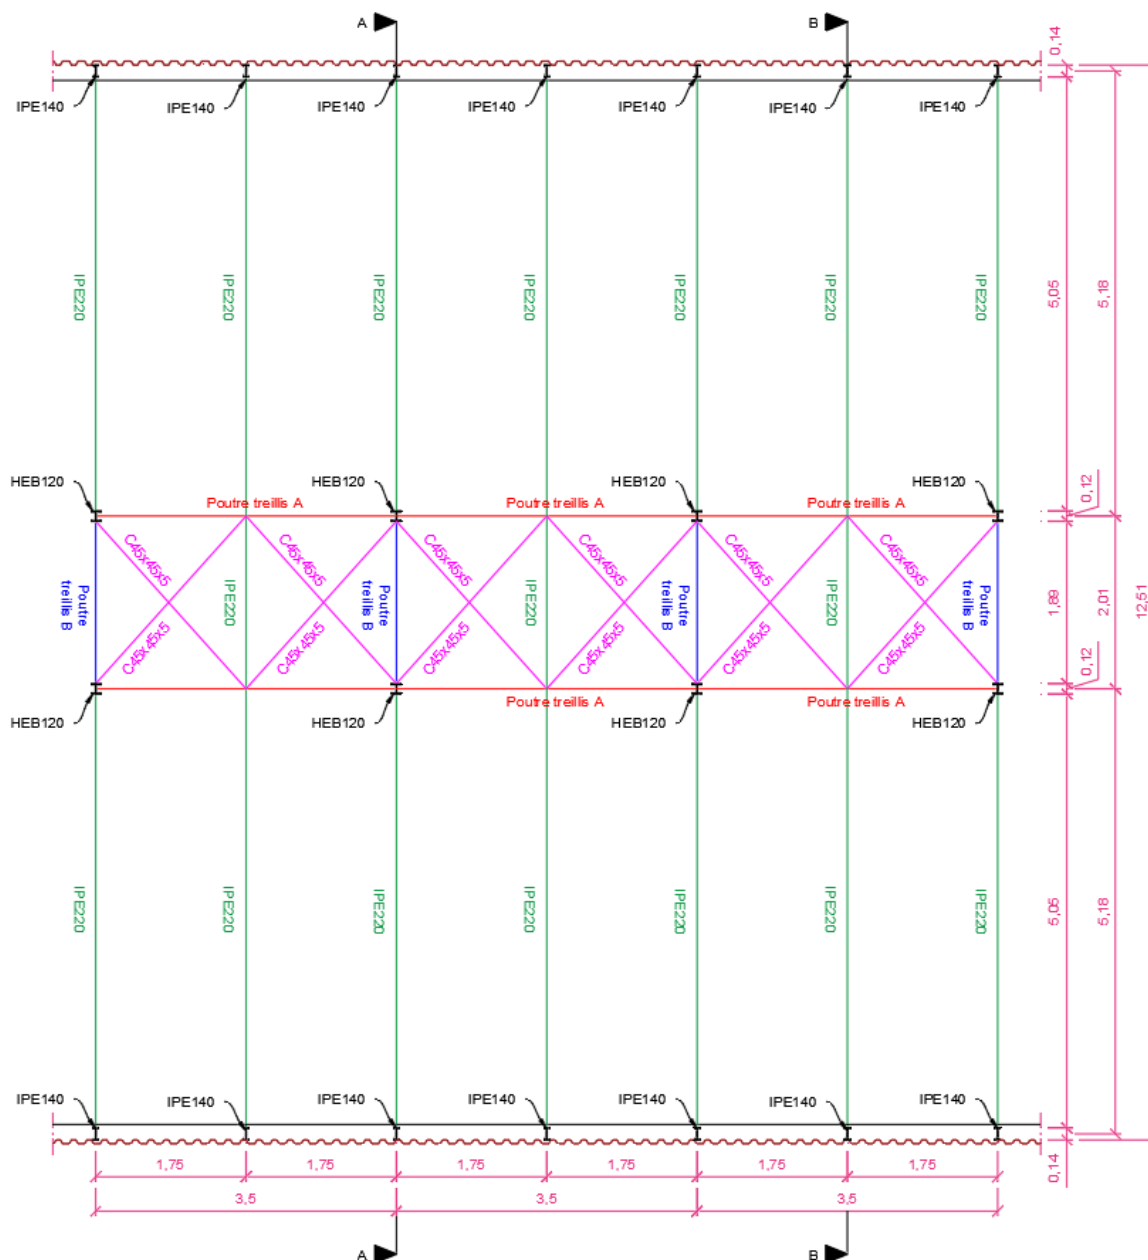 A
B
0,14
IPE140
IPE140
IPE140
IPE140
IPE140
IPE140
IPE140
IPE220
IPE220
IPE220
IPE220
IPE220
IPE220
IPE220
5,05
5,18
HEB120
HEB120
HEB120
HEB120
Poutre treillis A
Poutre treillis A
Poutre treillis A
0,12
C45x45x5
C45x45x5
C45x45x5
C45x45x5
C45x45x5
C45x45x5
Poutre
treillis B
IPE220
Poutre
treillis B
IPE220
Poutre
treillis B
IPE220
Poutre
treillis B
1,89
2,01
12,51
C45x45x5
C45x45x5
C45x45x5
C45x45x5
C45x45x5
C45x45x5
0,12
Poutre treillis A
Poutre treillis A
HEB120
HEB120
HEB120
HEB120
IPE220
IPE220
IPE220
IPE220
IPE220
IPE220
IPE220
5,05
5,18
IPE140
IPE140
IPE140
IPE140
IPE140
IPE140
IPE140
0,14
1,75
1,75
1,75
1,75
1,75
1,75
3,5
3,5
3,5
A
B